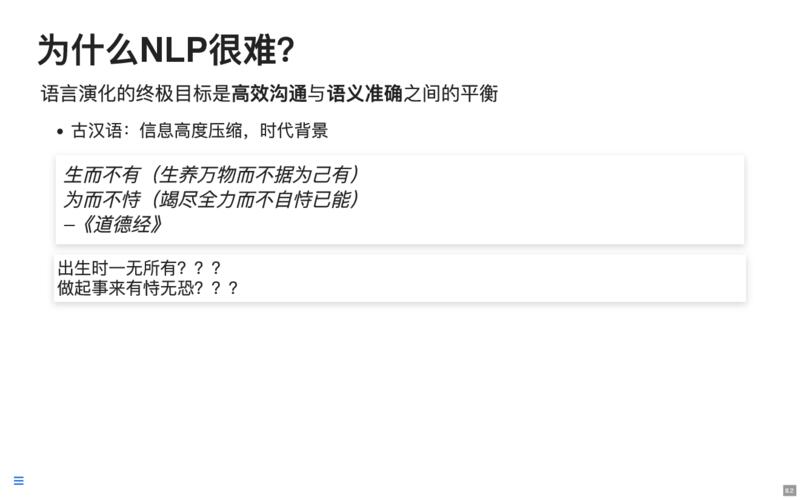 为什么NLP很难?
语言演化的终极目标是高效沟通与语义准确之间的平衡
• 古汉语：信息高度压缩，时代背景
生而不有（生养万物而不据为己有）
为而不恃（竭尽全力而不自恃已能）
–《道德经》
出生时一无所有？？？
做起事来有恃无恐？？？
8.2